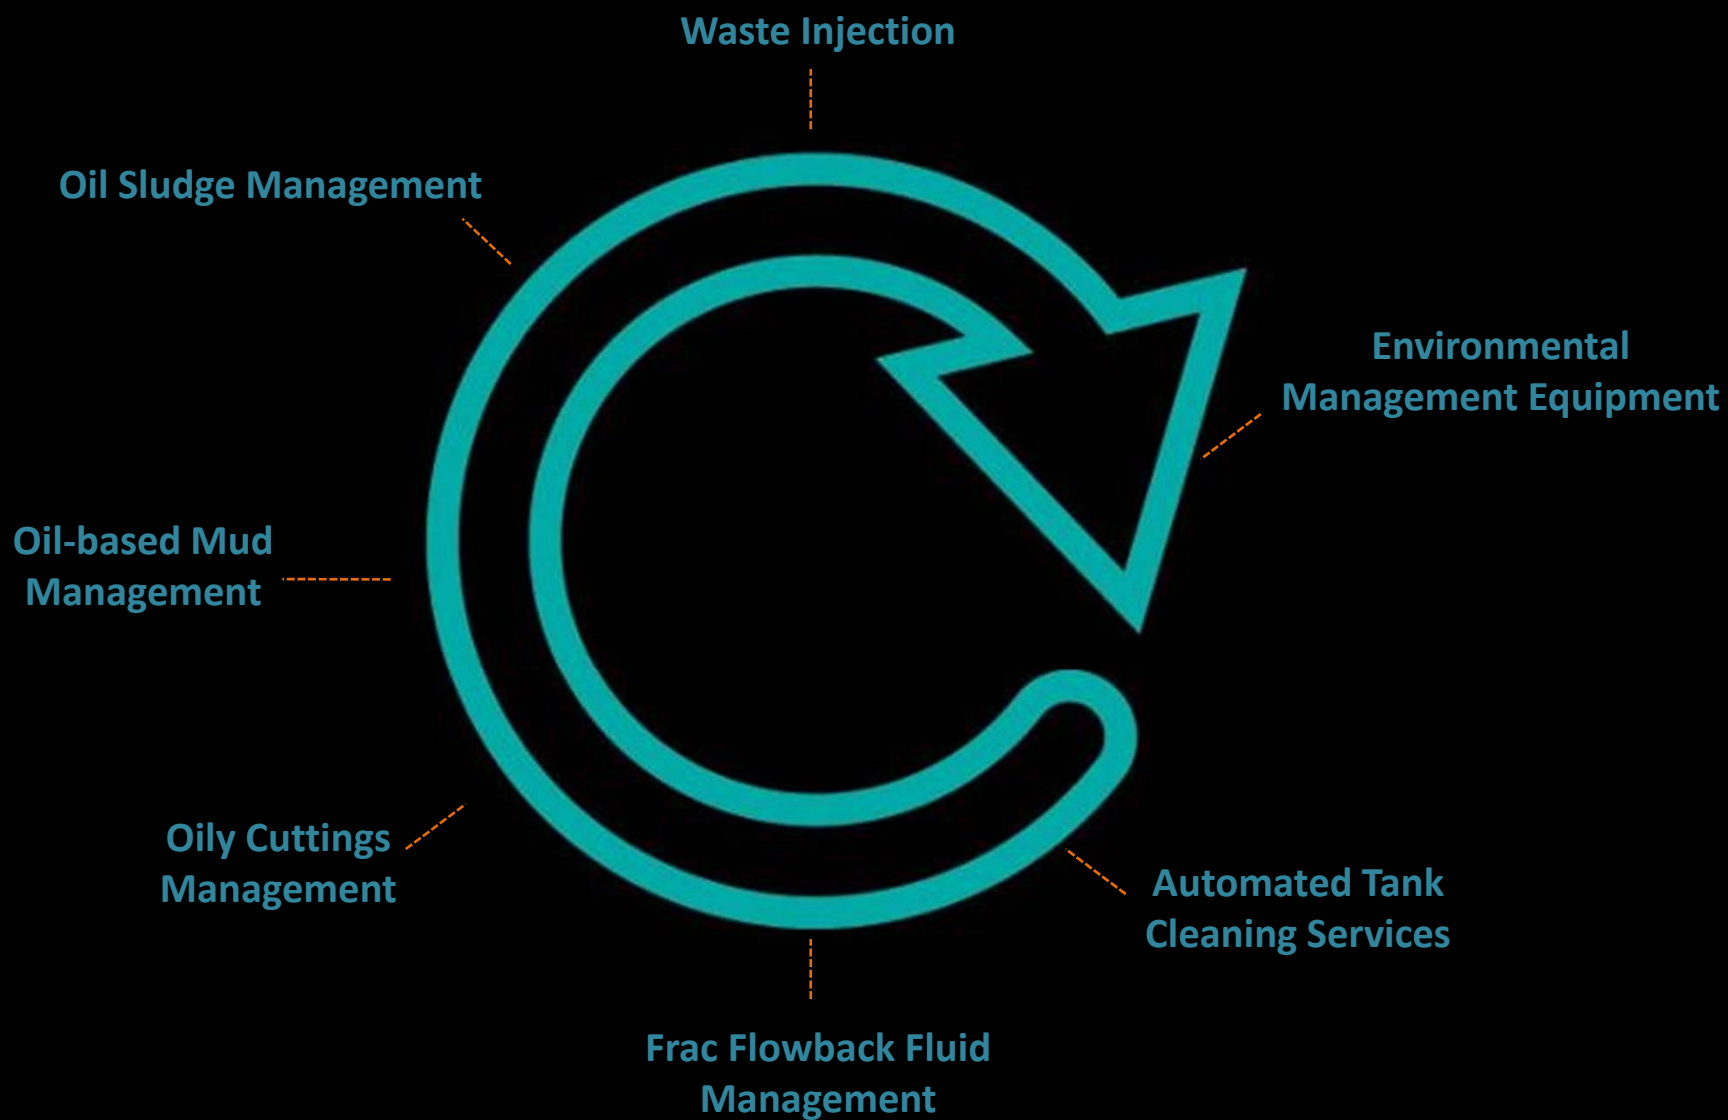 Waste Injection
Oil Sludge Management
Environmental
Management Equipment
Oil-based Mud
Management
Oily Cuttings
Management
Automated Tank
Cleaning Services
Frac Flowback Fluid
Management